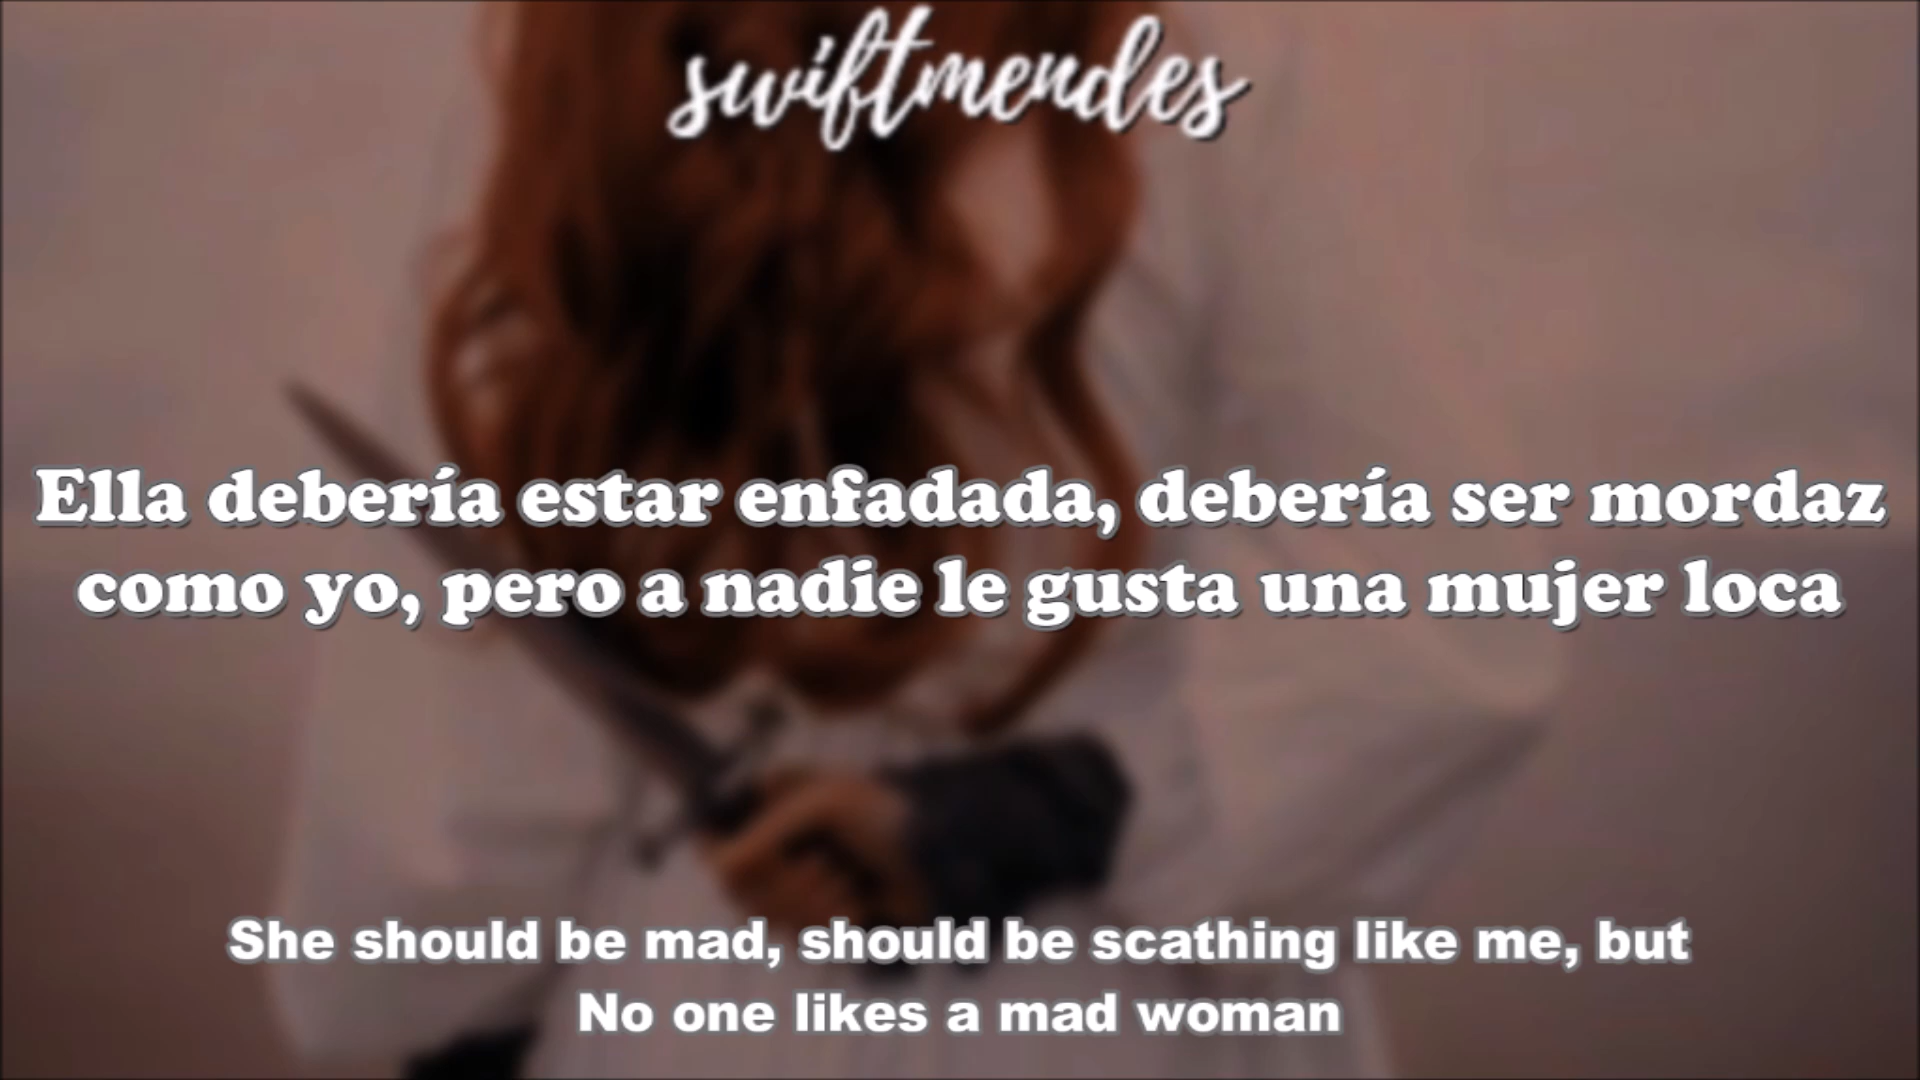 swiftmendes
Ella debería estar enfadada, debería ser mordaz
como yo, pero a nadie le gusta una mujer loca
She should be mad, should be scathing like me, but
No one likes a mad woman